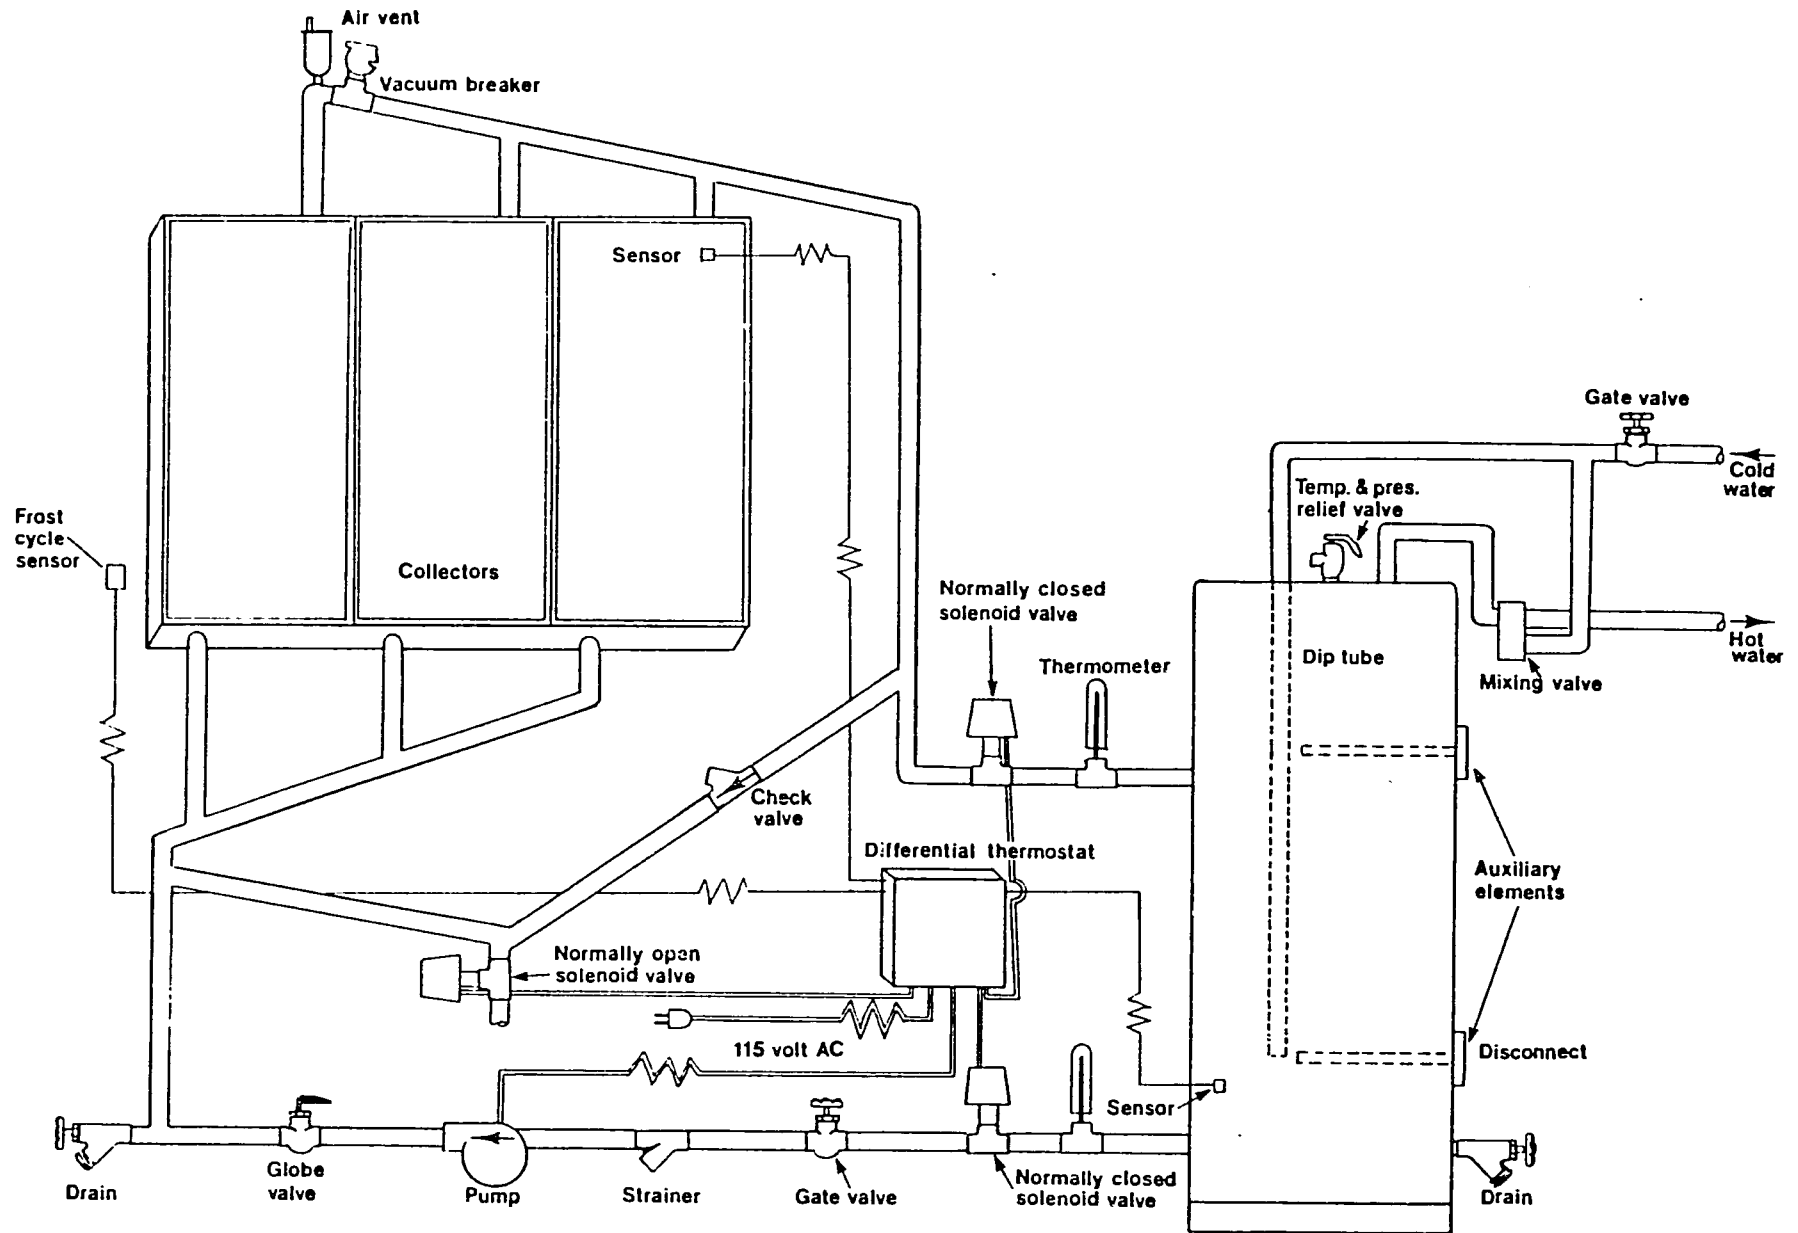 Air vent
Vacuum breaker
Sensor
Gate valve
Cold
water
Temp. & pres.
relief valve
Frost
cycle
sensor
Collectors
Normally closed
solenoid valve
Hot
water
Dip tube
Thermometer
Mixing valve
Check
valve
Differential thermostat
Auxiliary
elements
Normally open
solenoid valve
115 volt AC
Disconnect
Sensor
Globe
valve
Drain
Pump
Strainer
Gate valve
Normally closed
solenoid valve
Drain